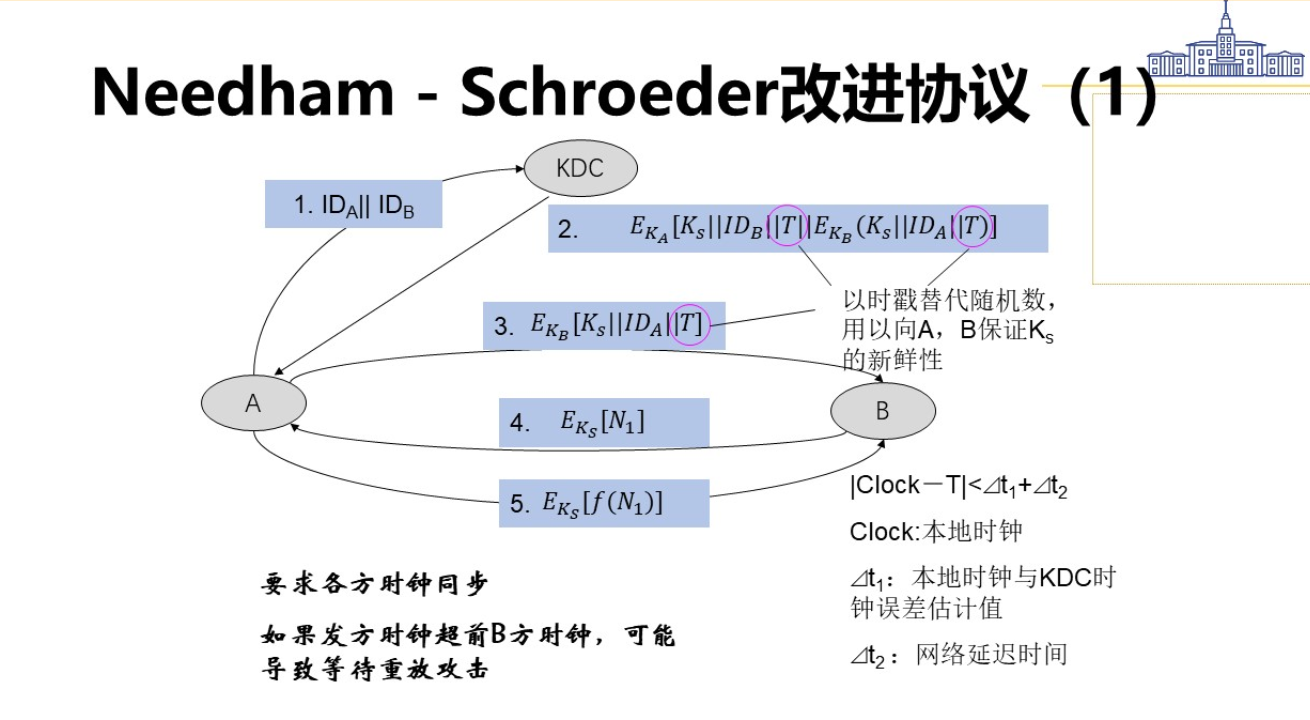 Needham - Schroeder改进协议（1）
KDC
1. ID_A|| ID_B
2. E_{K_A}[K_s||ID_B||T||E_{K_B}(K_s||ID_A||T)]
以时戳替代随机数，
用以向A，B保证K_s
的新鲜性
3. E_{K_B}[K_s||ID_A||T]
A
B
4. E_{K_S}[N_1]
5. E_{K_S}[f(N_1)]
|Clock－T|<⊿t_1+⊿t_2
Clock:本地时钟
⊿t_1：本地时钟与KDC时
钟误差估计值
⊿t_2：网络延迟时间
要求各方时钟同步
如果发方时钟超前B方时钟，可能
导致等待重放攻击